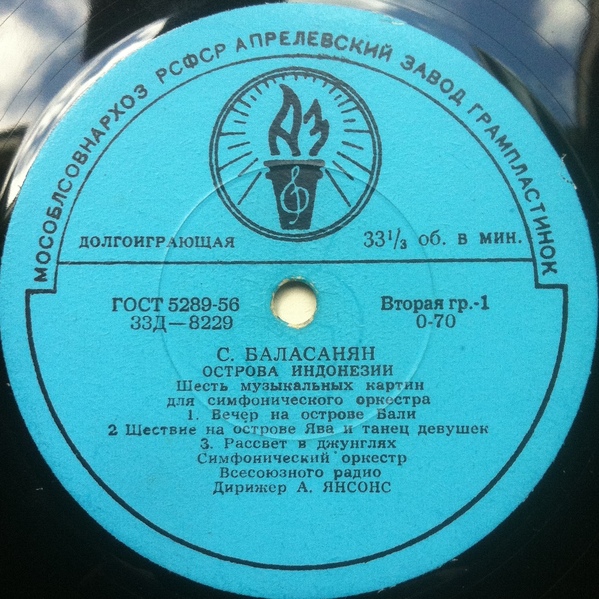 МОСОБЛСОВНАРХОЗ РСФСР АПРЕЛЕВСКИЙ ЗАВОД ГРАМПЛАСТИНОК
АЗ
ДОЛГОИГРАЮЩАЯ 33⅓ об. в мин.
ГОСТ 5289-56 Вторая гр.-1
33Д—8229 0-70
С. БАЛАСАНЯН
ОСТРОВА ИНДОНЕЗИИ
Шесть музыкальных картин
для симфонического оркестра
1. Вечер на острове Бали
2 Шествие на острове Ява и танец девушек
3. Рассвет в джунглях
Симфонический оркестр
Всесоюзного радио
Дирижер А. ЯНСОНС